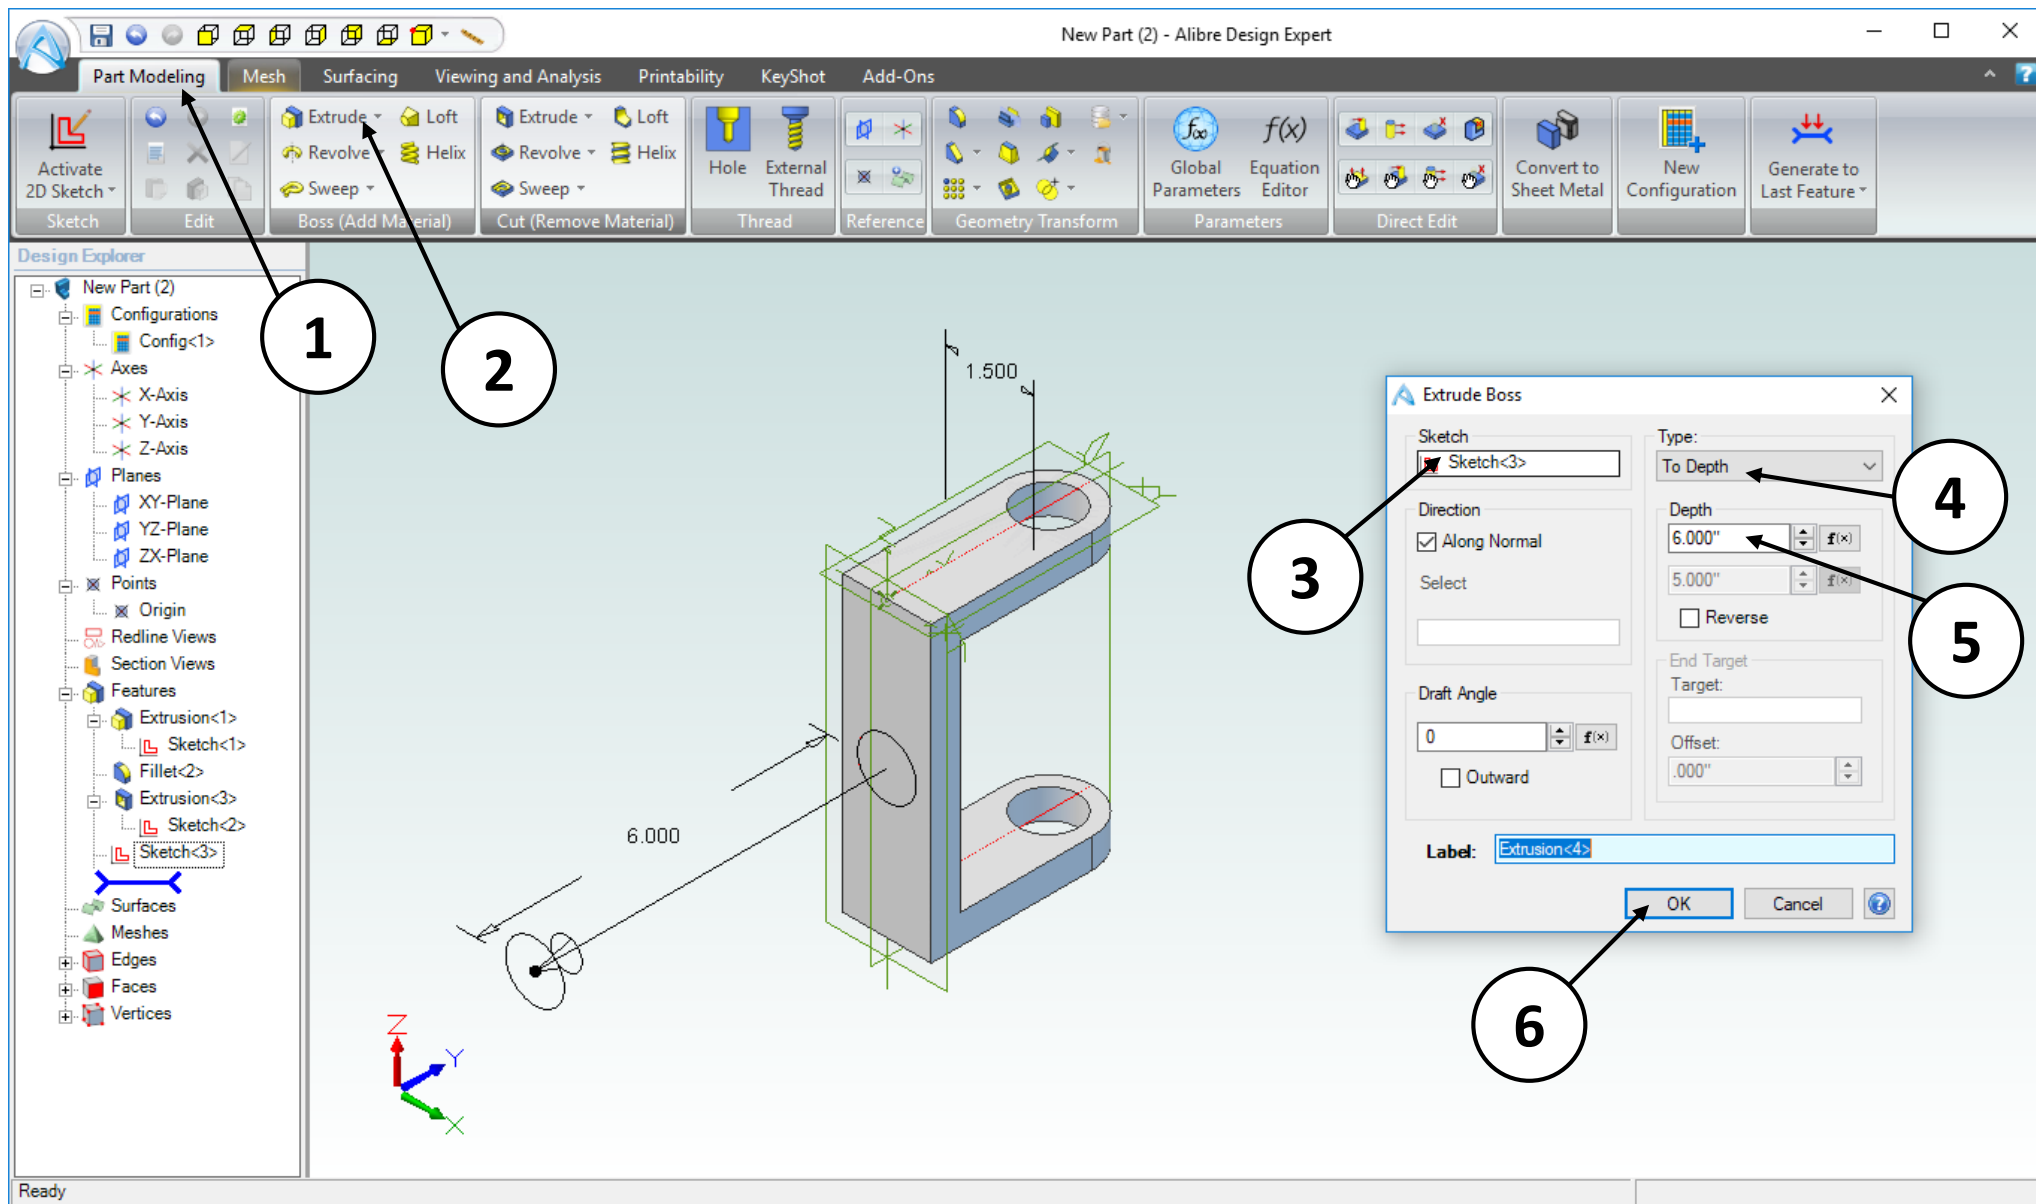 New Part (2) - Alibre Design Expert
Part Modeling Mesh Surfacing Viewing and Analysis Printability KeyShot Add-Ons
Activate
2D Sketch
Sketch
Edit
Extrude Loft
Revolve Helix
Sweep
Boss (Add Material)
Extrude Loft
Revolve Helix
Sweep
Cut (Remove Material)
Hole
External
Thread
Thread
Reference
Geometry Transform
Global
Parameters
f(x)
Equation
Editor
Parameters
Direct Edit
Convert to
Sheet Metal
New
Configuration
Generate to
Last Feature
Design Explorer
New Part (2)
Configurations
Config<1>
Axes
X-Axis
Y-Axis
Z-Axis
Planes
XY-Plane
YZ-Plane
ZX-Plane
Points
Origin
Redline Views
Section Views
Features
Extrusion<1>
Sketch<1>
Fillet<2>
Extrusion<3>
Sketch<2>
Sketch<3>
Surfaces
Meshes
Edges
Faces
Vertices
1
2
1.500
6.000
Z
Y
X
Extrude Boss
Sketch
Sketch<3>
Direction
Along Normal
Select
Draft Angle
0 f(x)
Outward
Type:
To Depth
Depth
6.000" f(x)
5.000" f(x)
Reverse
End Target
Target:
Offset:
.000"
Label: Extrusion<4>
OK Cancel ?
3
4
5
6
Ready